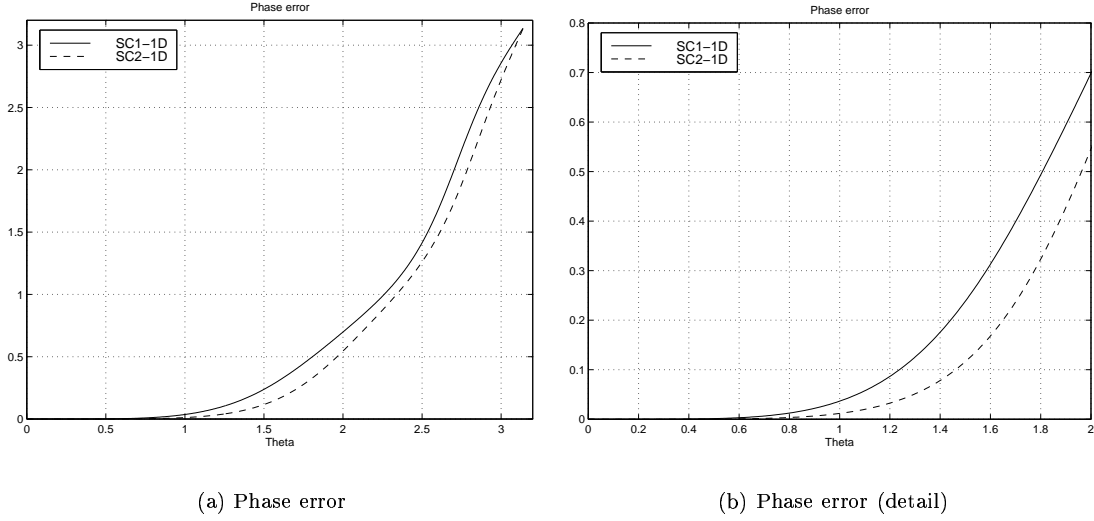 Phase error
SC1-1D
SC2-1D
3
2.5
2
1.5
1
0.5
0
0 0.5 1 1.5 2 2.5 3
Theta
(a) Phase error
Phase error
SC1-1D
SC2-1D
0.8
0.7
0.6
0.5
0.4
0.3
0.2
0.1
0
0 0.2 0.4 0.6 0.8 1 1.2 1.4 1.6 1.8 2
Theta
(b) Phase error (detail)